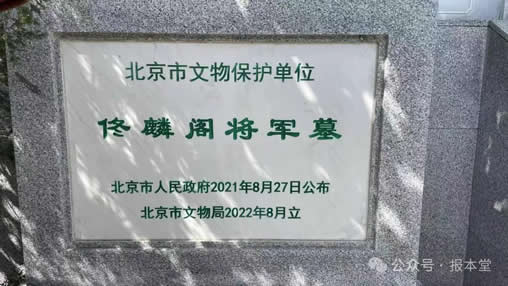 北京市文物保护单位
佟麟阁将军墓
北京市人民政府2021年8月27日公布
北京市文物局2022年8月立
公众号·报本堂